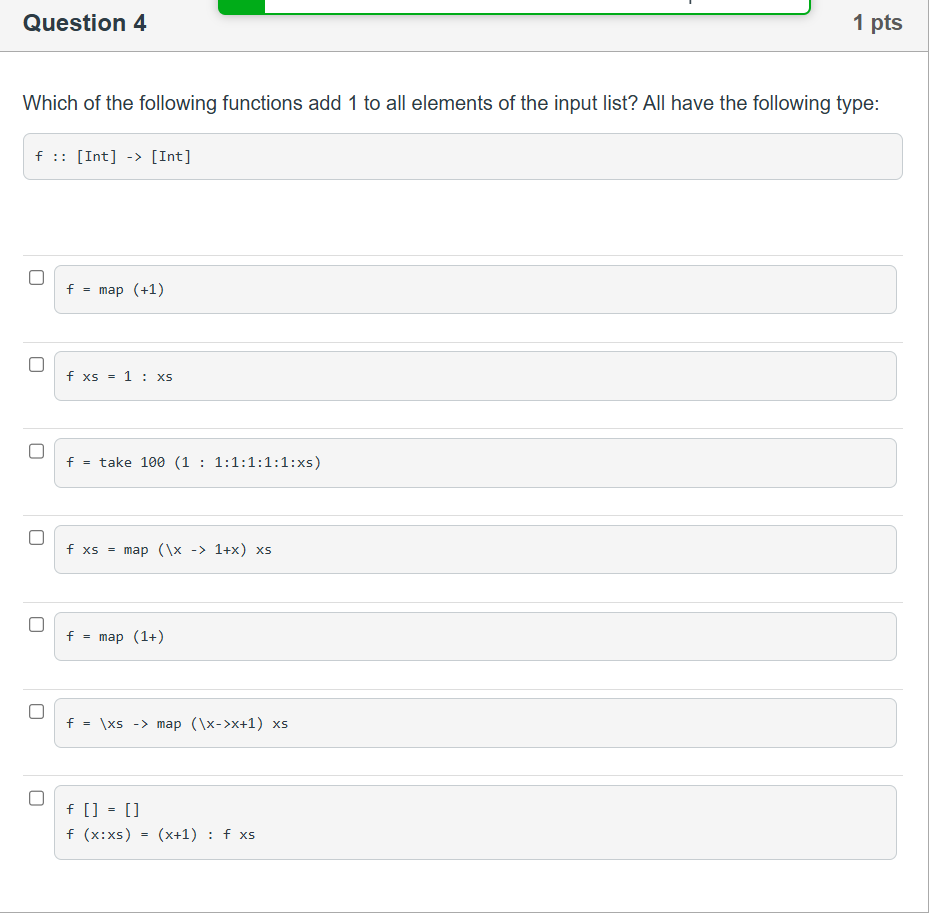 Question 4
1 pts
Which of the following functions add 1 to all elements of the input list? All have the following type:
f :: [Int] -> [Int]
f = map (+1)
f xs = 1 : xs
f = take 100 (1 : 1:1:1:1:1:xs)
f xs = map (\x -> 1+x) xs
f = map (1+)
f = \xs -> map (\x->x+1) xs
f [] = []
f (x:xs) = (x+1) : f xs